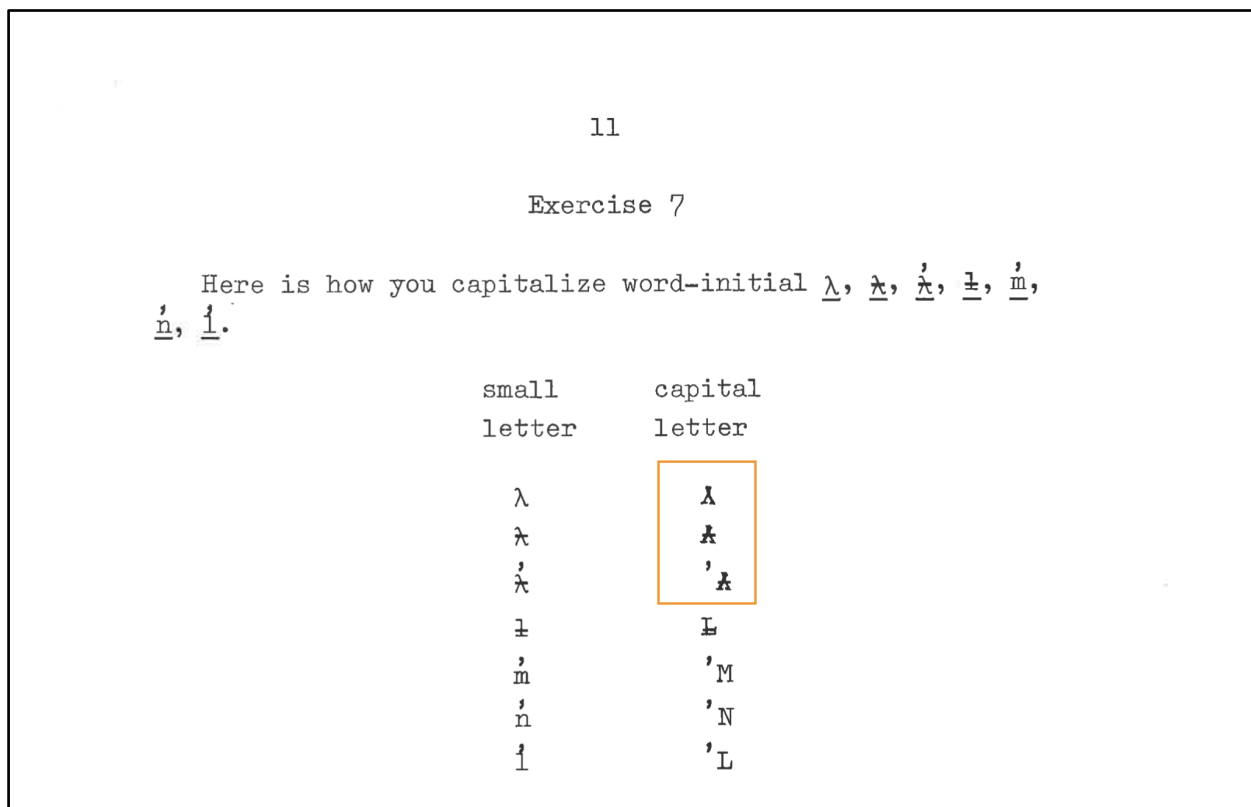 11
Exercise 7
Here is how you capitalize word-initial λ, ƛ, ƛ̓, ɫ, m̓,
n̓, l̓.
small capital
letter letter
λ Λ
ƛ Ƛ
ƛ̓ ̓Ƛ
ɫ Ɫ
m̓ 'M
n̓ 'N
l̓ 'L